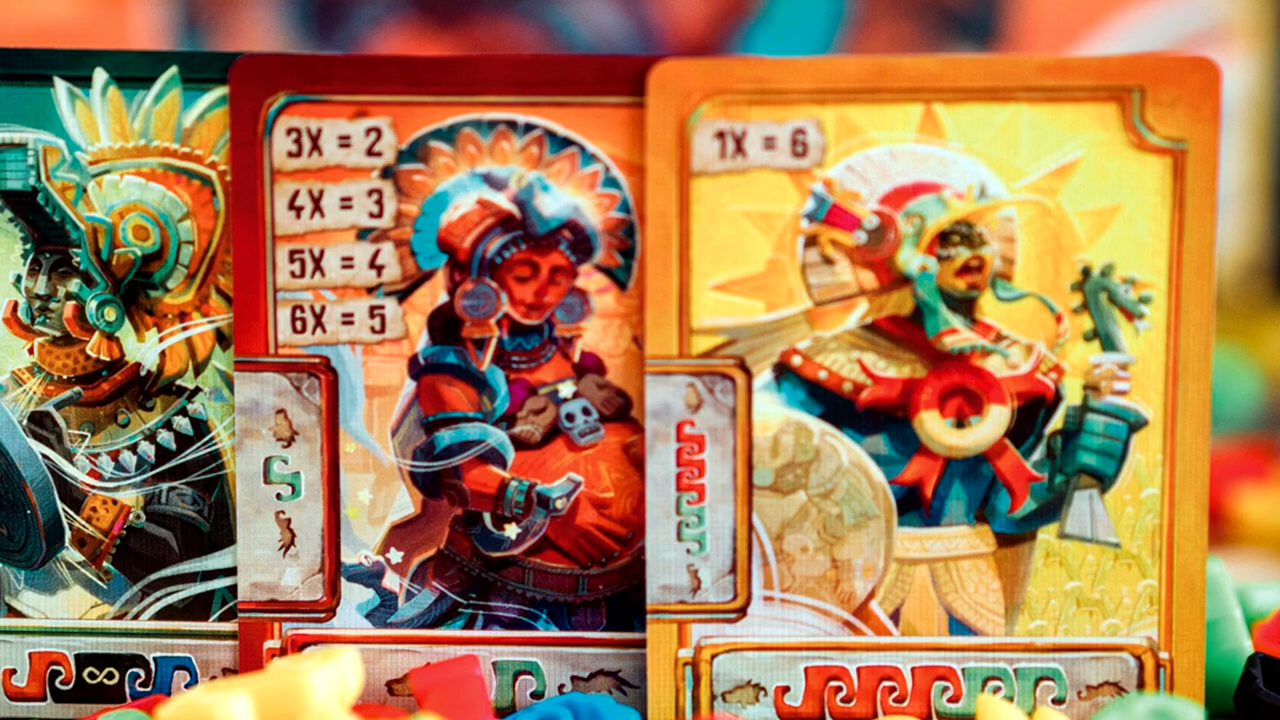 3X = 2
4X = 3
5X = 4
6X = 5
1X = 6
∞